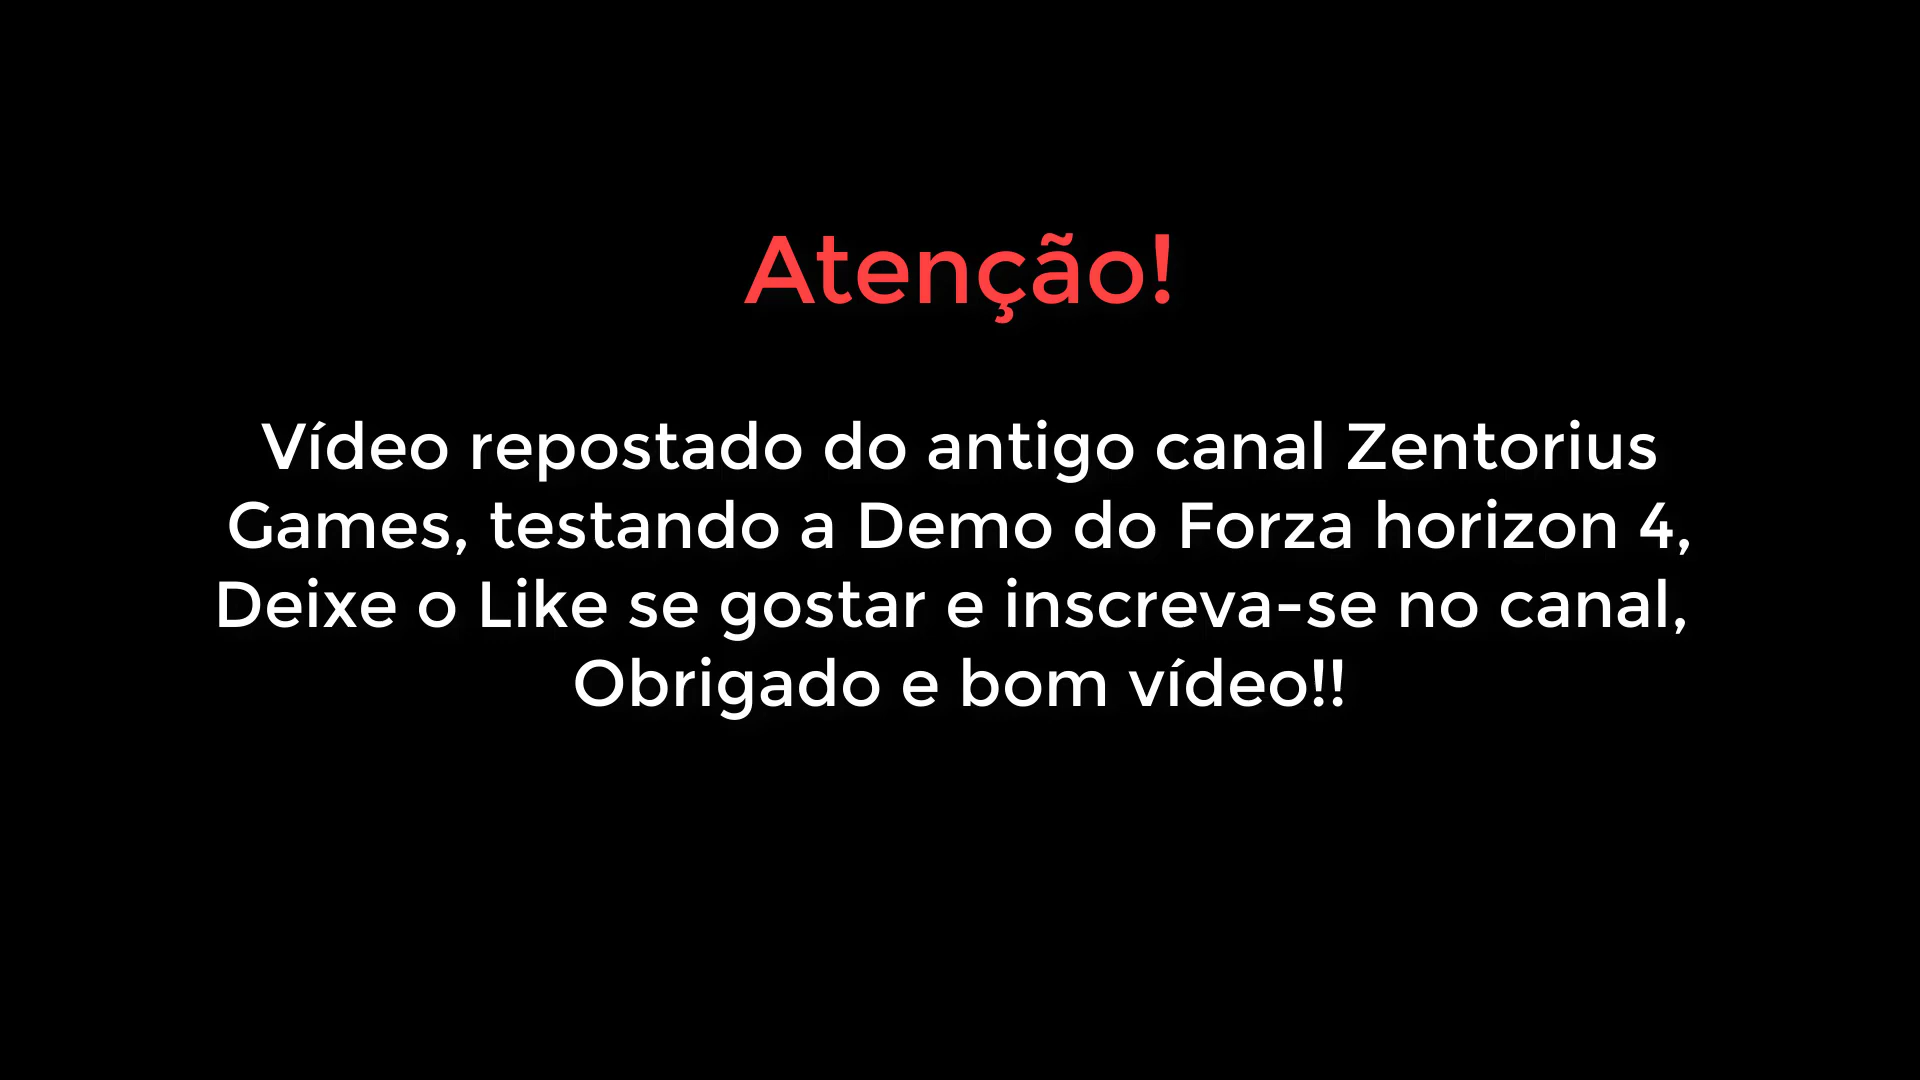 Atenção!
Vídeo repostado do antigo canal Zentorius
Games, testando a Demo do Forza horizon 4,
Deixe o Like se gostar e inscreva-se no canal,
Obrigado e bom vídeo!!